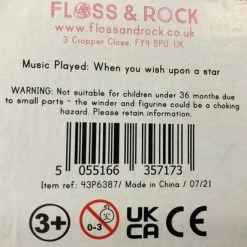 FLOSS & ROCK
www.flossandrock.co.uk
3 Cropper Close, FY4 5PU. UK
Music Played: When you wish upon a star
WARNING: Not suitable for children under 36 months due
to small parts - the winder and figurine could be a choking
hazard. Please retain information.
5 055166 357173
Item ref: 43P6387/ Made in China / 07/21
3+
0-3
UK
CA
CE